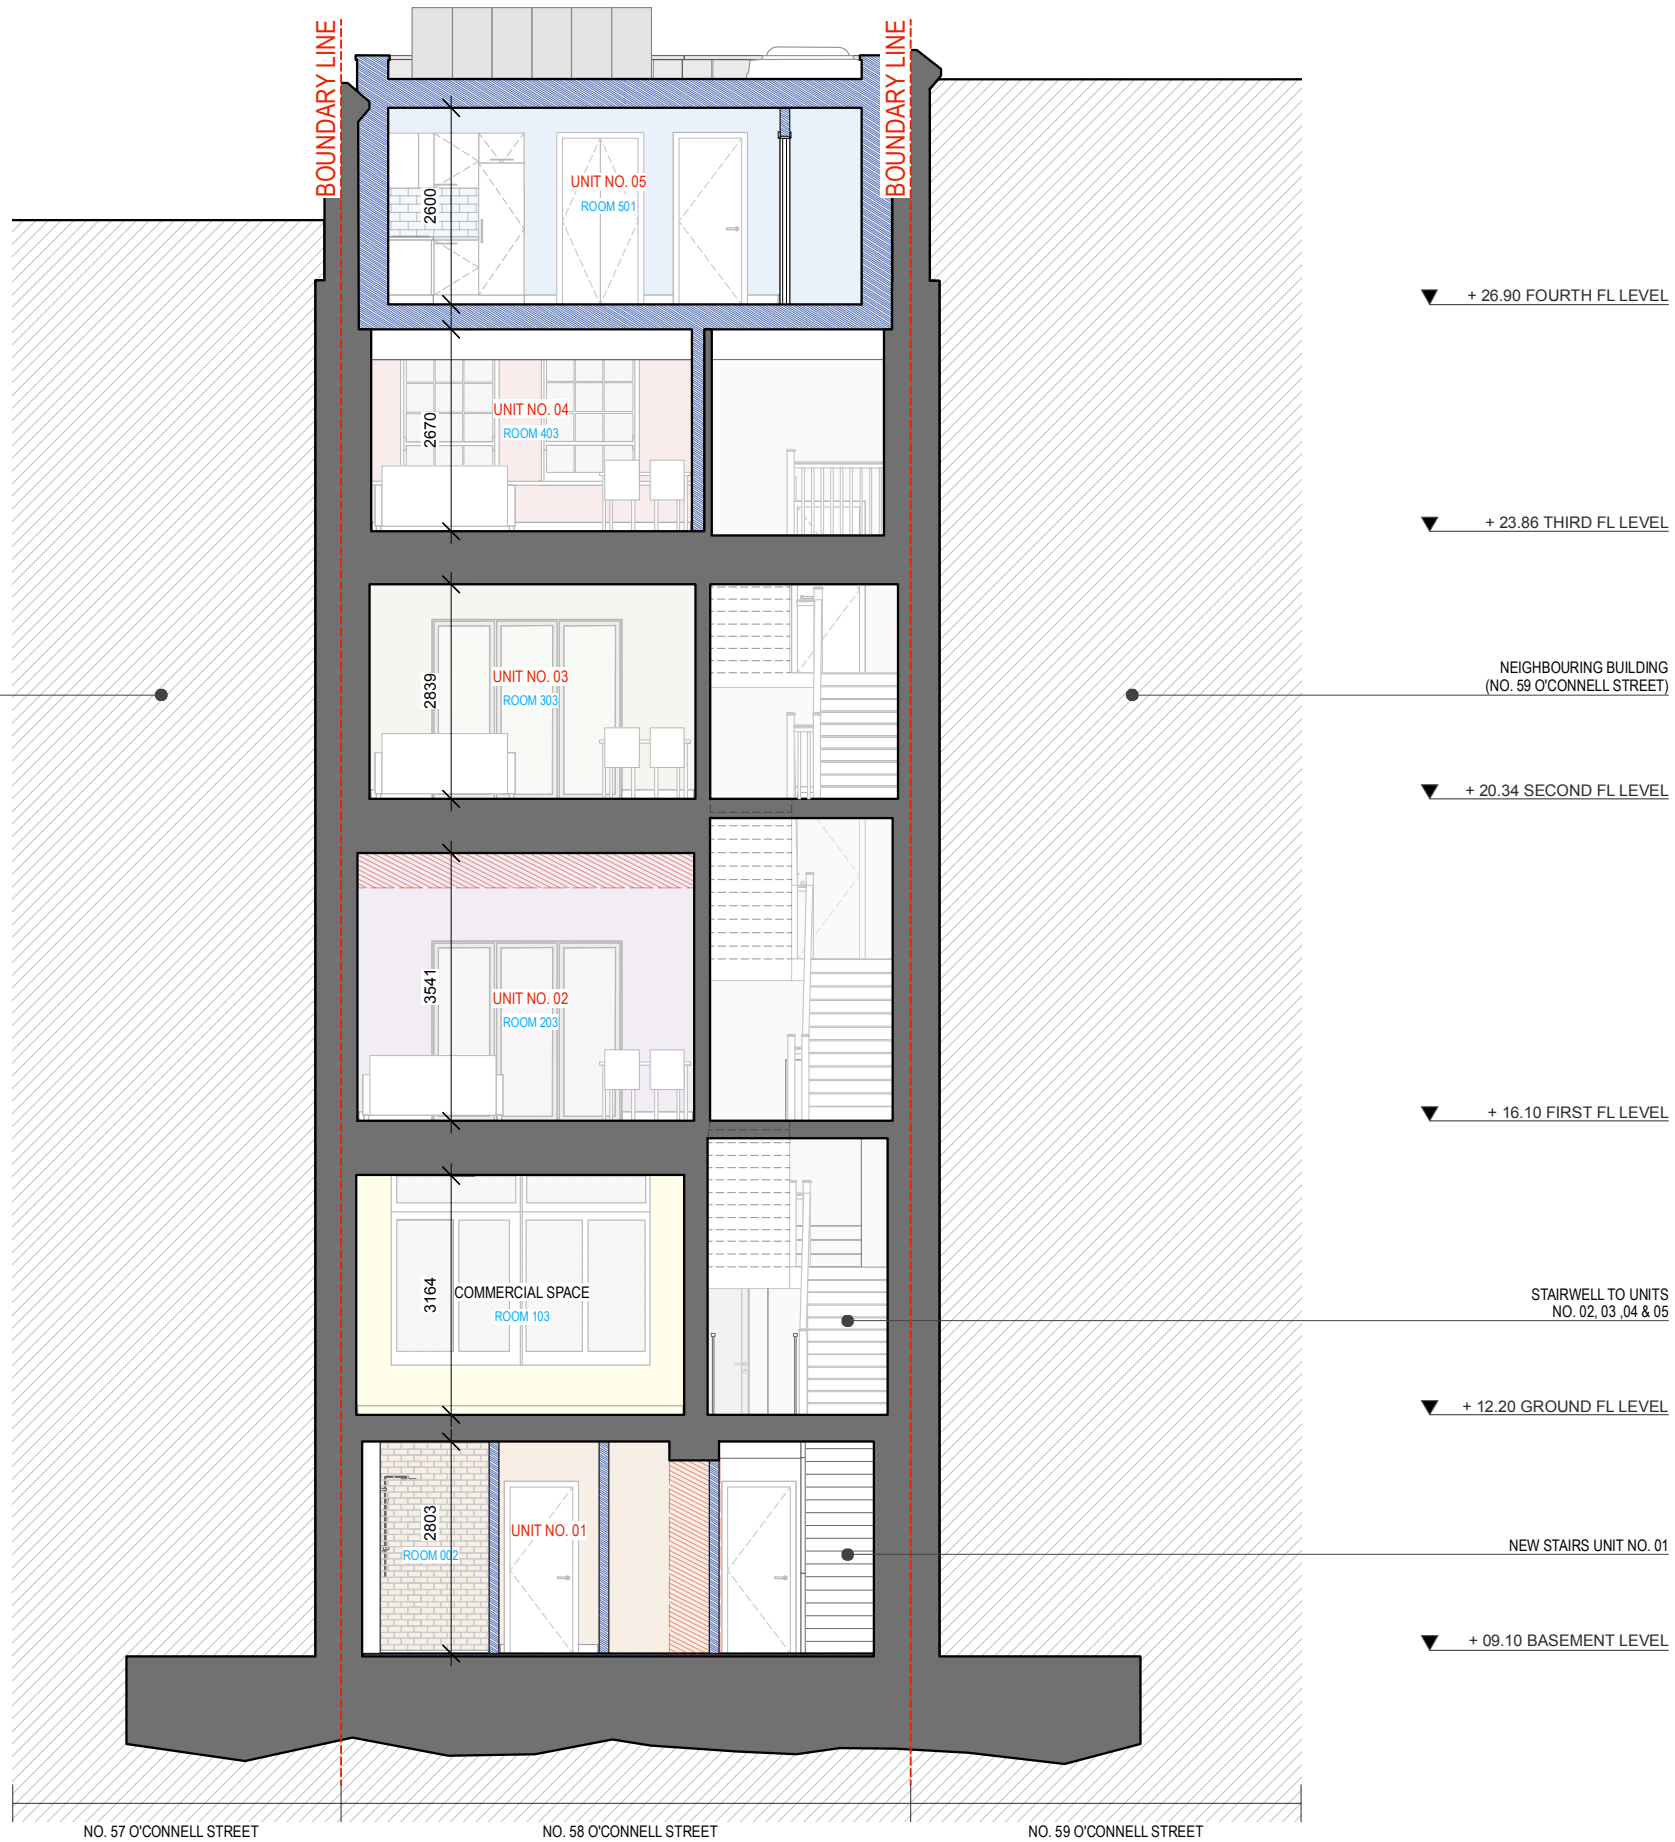 BOUNDARY LINE
BOUNDARY LINE
UNIT NO. 05
ROOM 501
2600
+ 26.90 FOURTH FL LEVEL
UNIT NO. 04
ROOM 403
2670
+ 23.86 THIRD FL LEVEL
UNIT NO. 03
ROOM 303
2839
NEIGHBOURING BUILDING
(NO. 59 O'CONNELL STREET)
+ 20.34 SECOND FL LEVEL
UNIT NO. 02
ROOM 203
3541
+ 16.10 FIRST FL LEVEL
COMMERCIAL SPACE
ROOM 103
3164
STAIRWELL TO UNITS
NO. 02, 03 ,04 & 05
+ 12.20 GROUND FL LEVEL
2803
UNIT NO. 01
ROOM 002
NEW STAIRS UNIT NO. 01
+ 09.10 BASEMENT LEVEL
NO. 57 O'CONNELL STREET
NO. 58 O'CONNELL STREET
NO. 59 O'CONNELL STREET